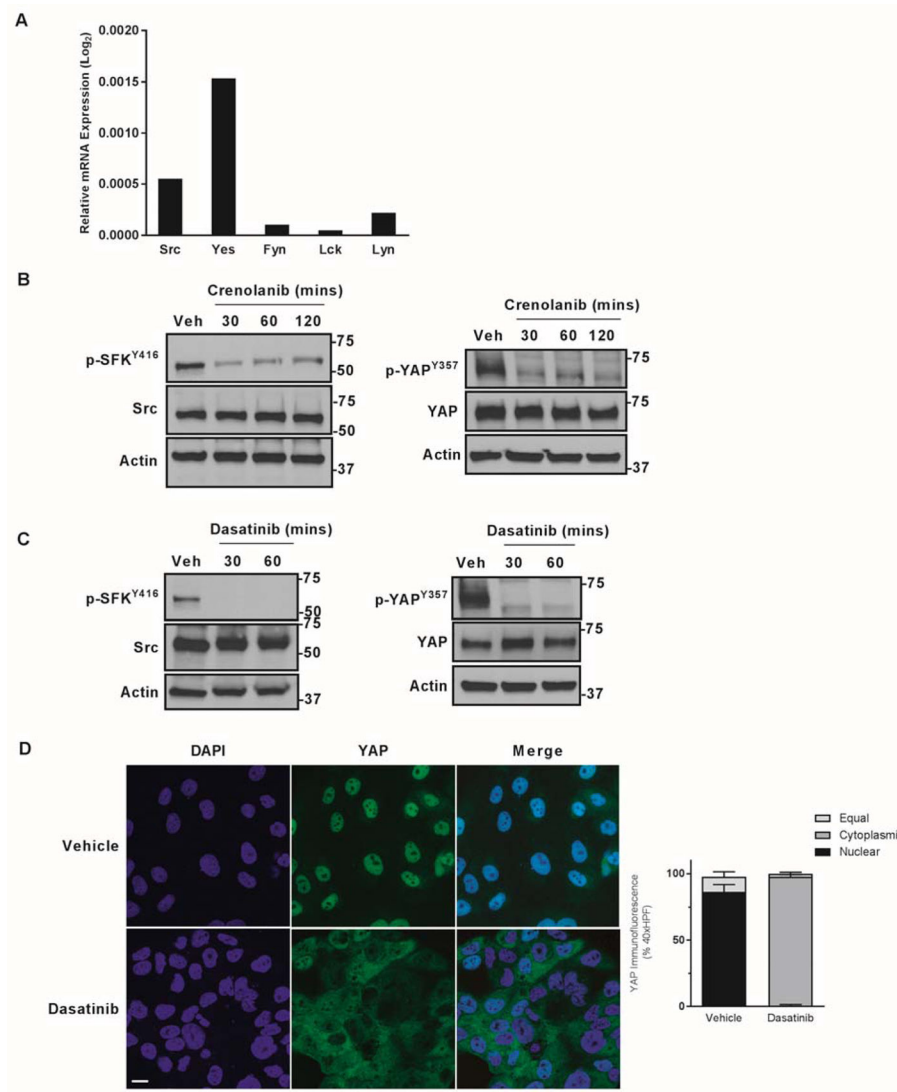 A
Relative mRNA Expression (Log2)
0.0020
0.0015
0.0010
0.0005
0.0000
Src Yes Fyn Lck Lyn
B
Crenolanib (mins)
Veh 30 60 120
p-SFKY416
-75
50
Src
-75
-50
Actin
-37
Crenolanib (mins)
Veh 30 60 120
p-YAPY357
-75
YAP
-75
Actin
-37
C
Dasatinib (mins)
Veh 30 60
p-SFKY416
-75
50
Src
-75
50
Actin
-37
Dasatinib (mins)
Veh 30 60
p-YAPY357
-75
YAP
-75
Actin
-37
D
DAPI YAP Merge
Vehicle
Dasatinib
Equal
Cytoplasmi
Nuclear
YAP Immunofluorescence
(% 40xHPF)
100
50
0
Vehicle Dasatinib